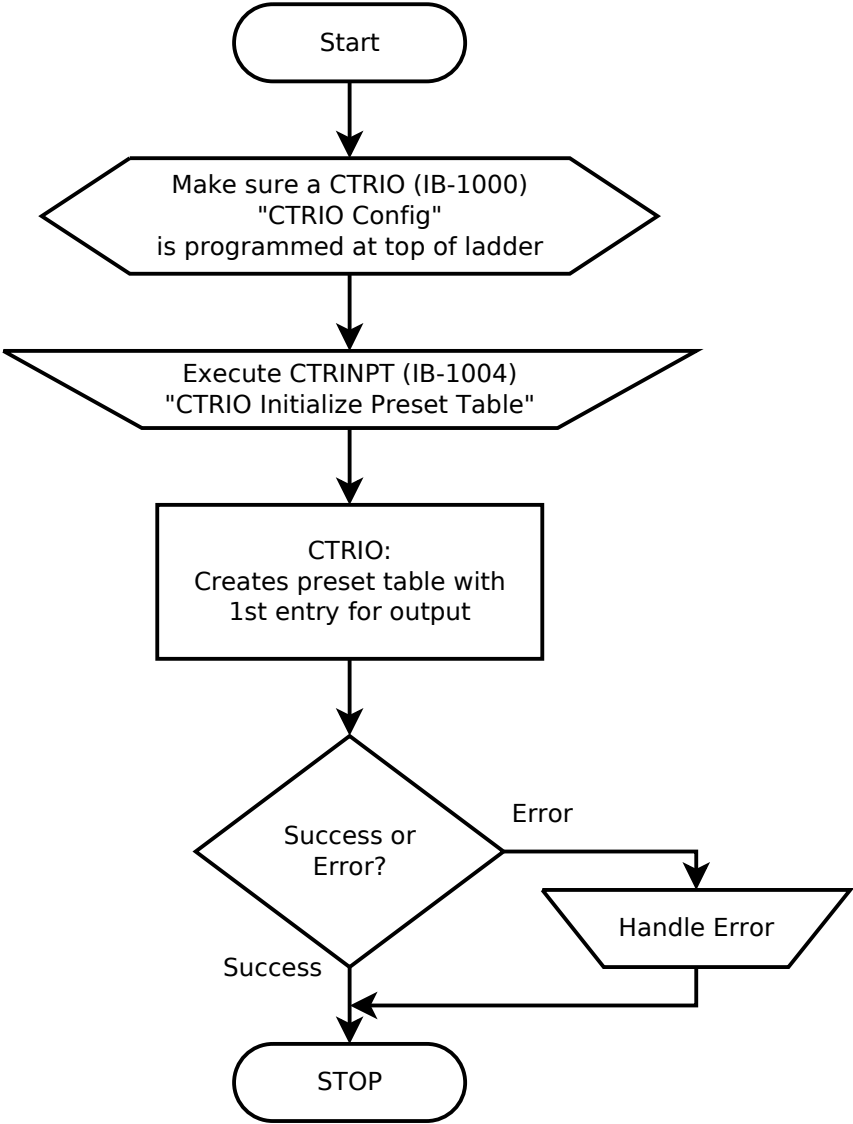 Start
Make sure a CTRIO (IB-1000)
"CTRIO Config"
is programmed at top of ladder
Execute CTRINPT (IB-1004)
"CTRIO Initialize Preset Table"
CTRIO:
Creates preset table with
1st entry for output
Success or
Error?
Error
Handle Error
Success
STOP